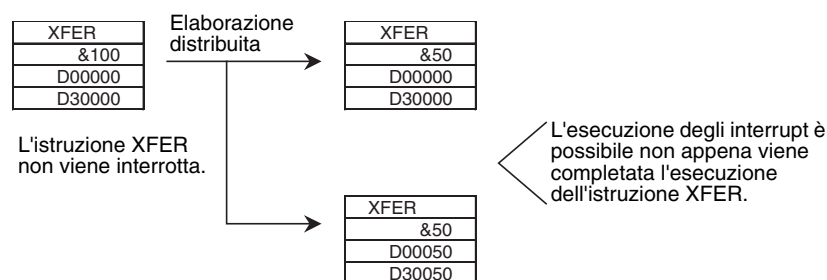 XFER
&100
D00000
D30000
L'istruzione XFER
non viene interrotta.
Elaborazione
distribuita
XFER
&50
D00000
D30000
XFER
&50
D00050
D30050
L'esecuzione degli interrupt è
possibile non appena viene
completata l'esecuzione
dell'istruzione XFER.